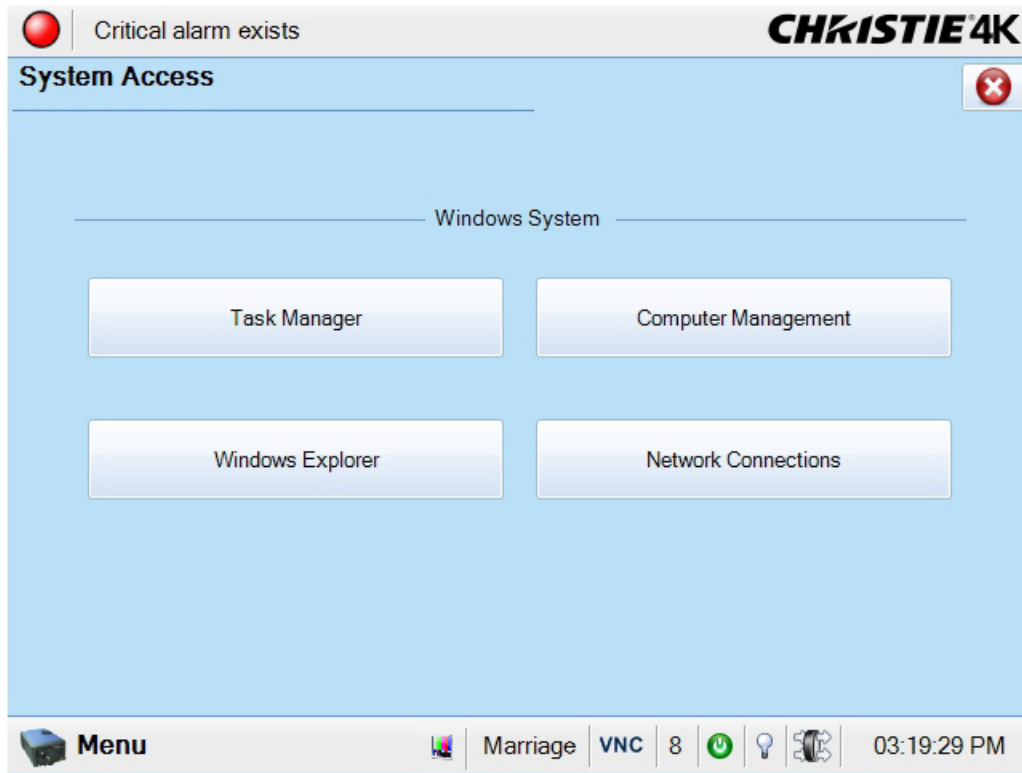 Critical alarm exists
CHRISTIE 4K
System Access
Windows System
Task Manager
Computer Management
Windows Explorer
Network Connections
Menu
Marriage
VNC
8
03:19:29 PM